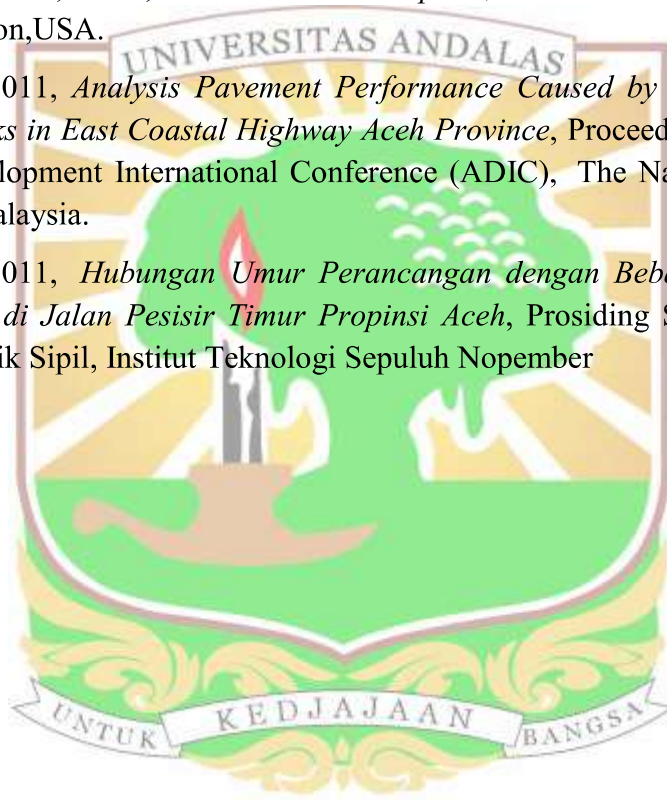 on,USA.
UNIVERSITAS ANDALAS
011, Analysis Pavement Performance Caused by
ks in East Coastal Highway Aceh Province, Proceed
lopment International Conference (ADIC), The Na
alaysia.
011, Hubungan Umur Perancangan dengan Beba
di Jalan Pesisir Timur Propinsi Aceh, Prosiding S
ik Sipil, Institut Teknologi Sepuluh Nopember
UNTUK KEDJAJAAN BANGSA